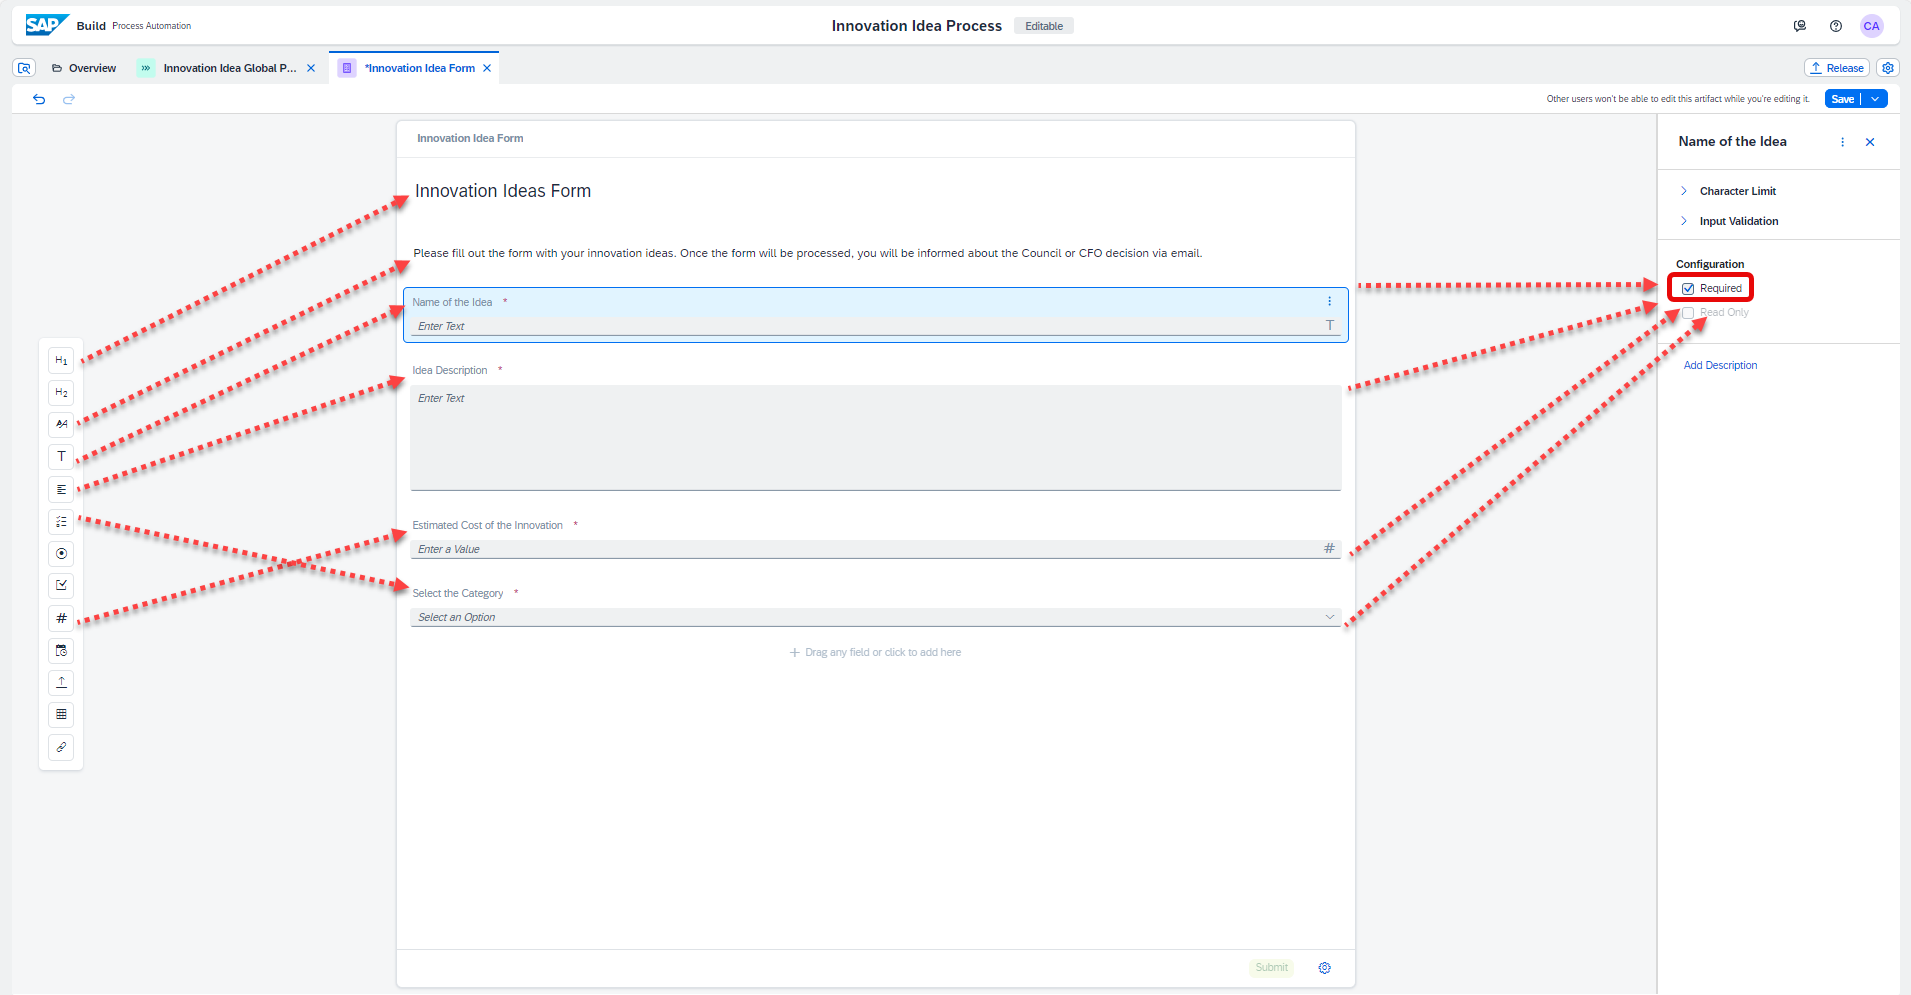 SAP Build Process Automation
Innovation Idea Process Editable
CA
Overview
Innovation Idea Global P...
*Innovation Idea Form
Release
Other users won't be able to edit this artifact while you're editing it.
Save
Innovation Idea Form
Innovation Ideas Form
Please fill out the form with your innovation ideas. Once the form will be processed, you will be informed about the Council or CFO decision via email.
Name of the Idea *
Enter Text T
Idea Description *
Enter Text
Estimated Cost of the Innovation *
Enter a Value #
Select the Category *
Select an Option
+ Drag any field or click to add here
Submit
H1
H2
AA
T
#
Name of the Idea
Character Limit
Input Validation
Configuration
Required
Read Only
Add Description